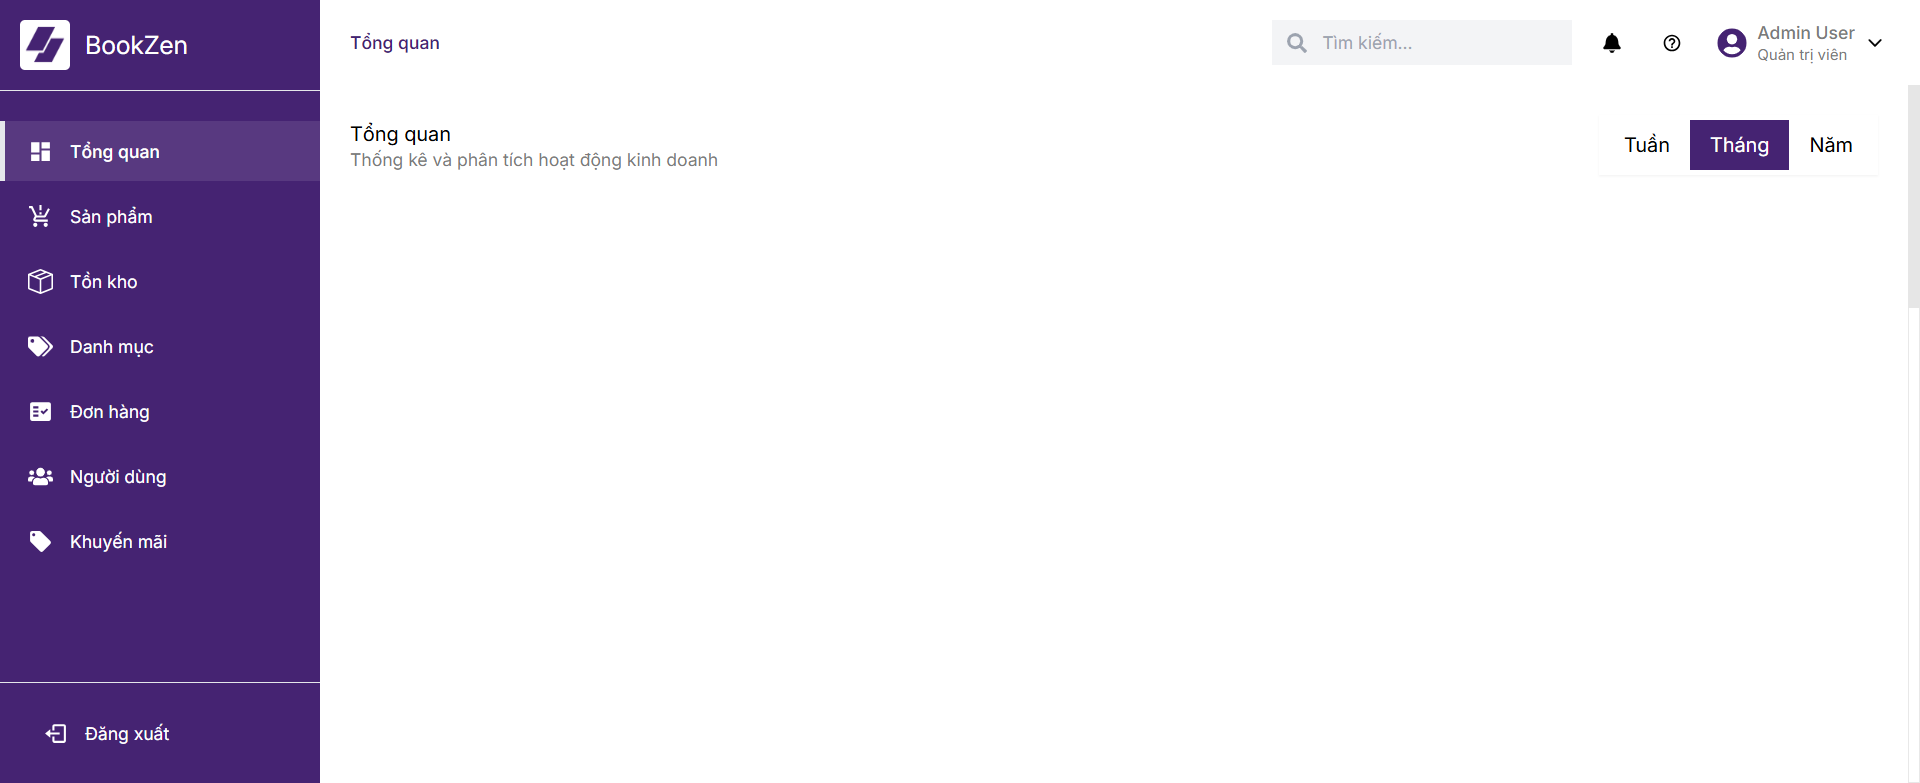 BookZen
Tổng quan
Sản phẩm
Tồn kho
Danh mục
Đơn hàng
Người dùng
Khuyến mãi
Đăng xuất
Tổng quan
Tìm kiếm...
Admin User
Quản trị viên
Tổng quan
Thống kê và phân tích hoạt động kinh doanh
Tuần Tháng Năm